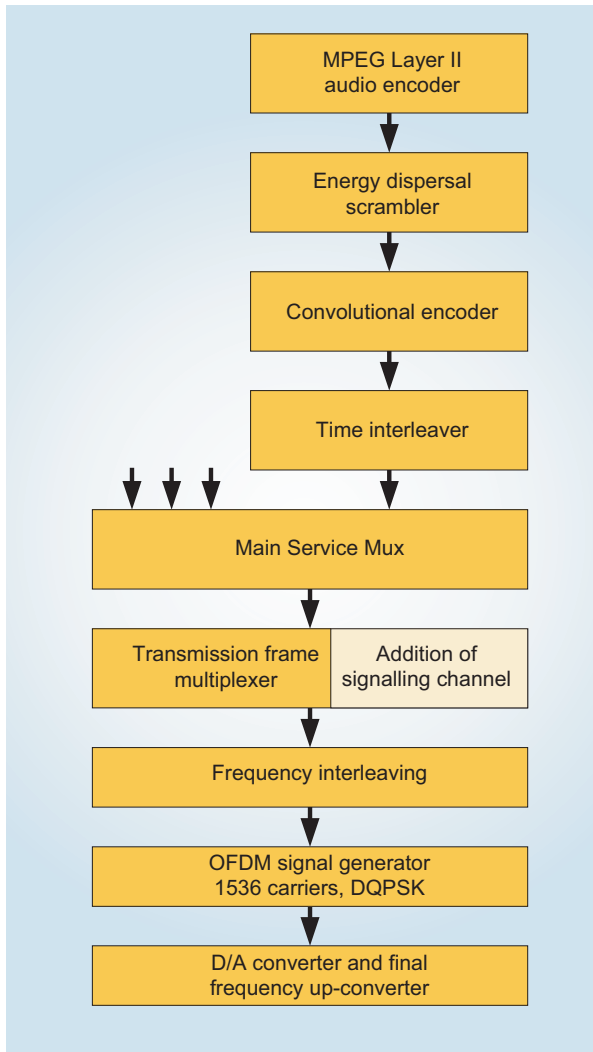 MPEG Layer II
audio encoder
Energy dispersal
scrambler
Convolutional encoder
Time interleaver
Main Service Mux
Transmission frame
multiplexer
Addition of
signalling channel
Frequency interleaving
OFDM signal generator
1536 carriers, DQPSK
D/A converter and final
frequency up-converter